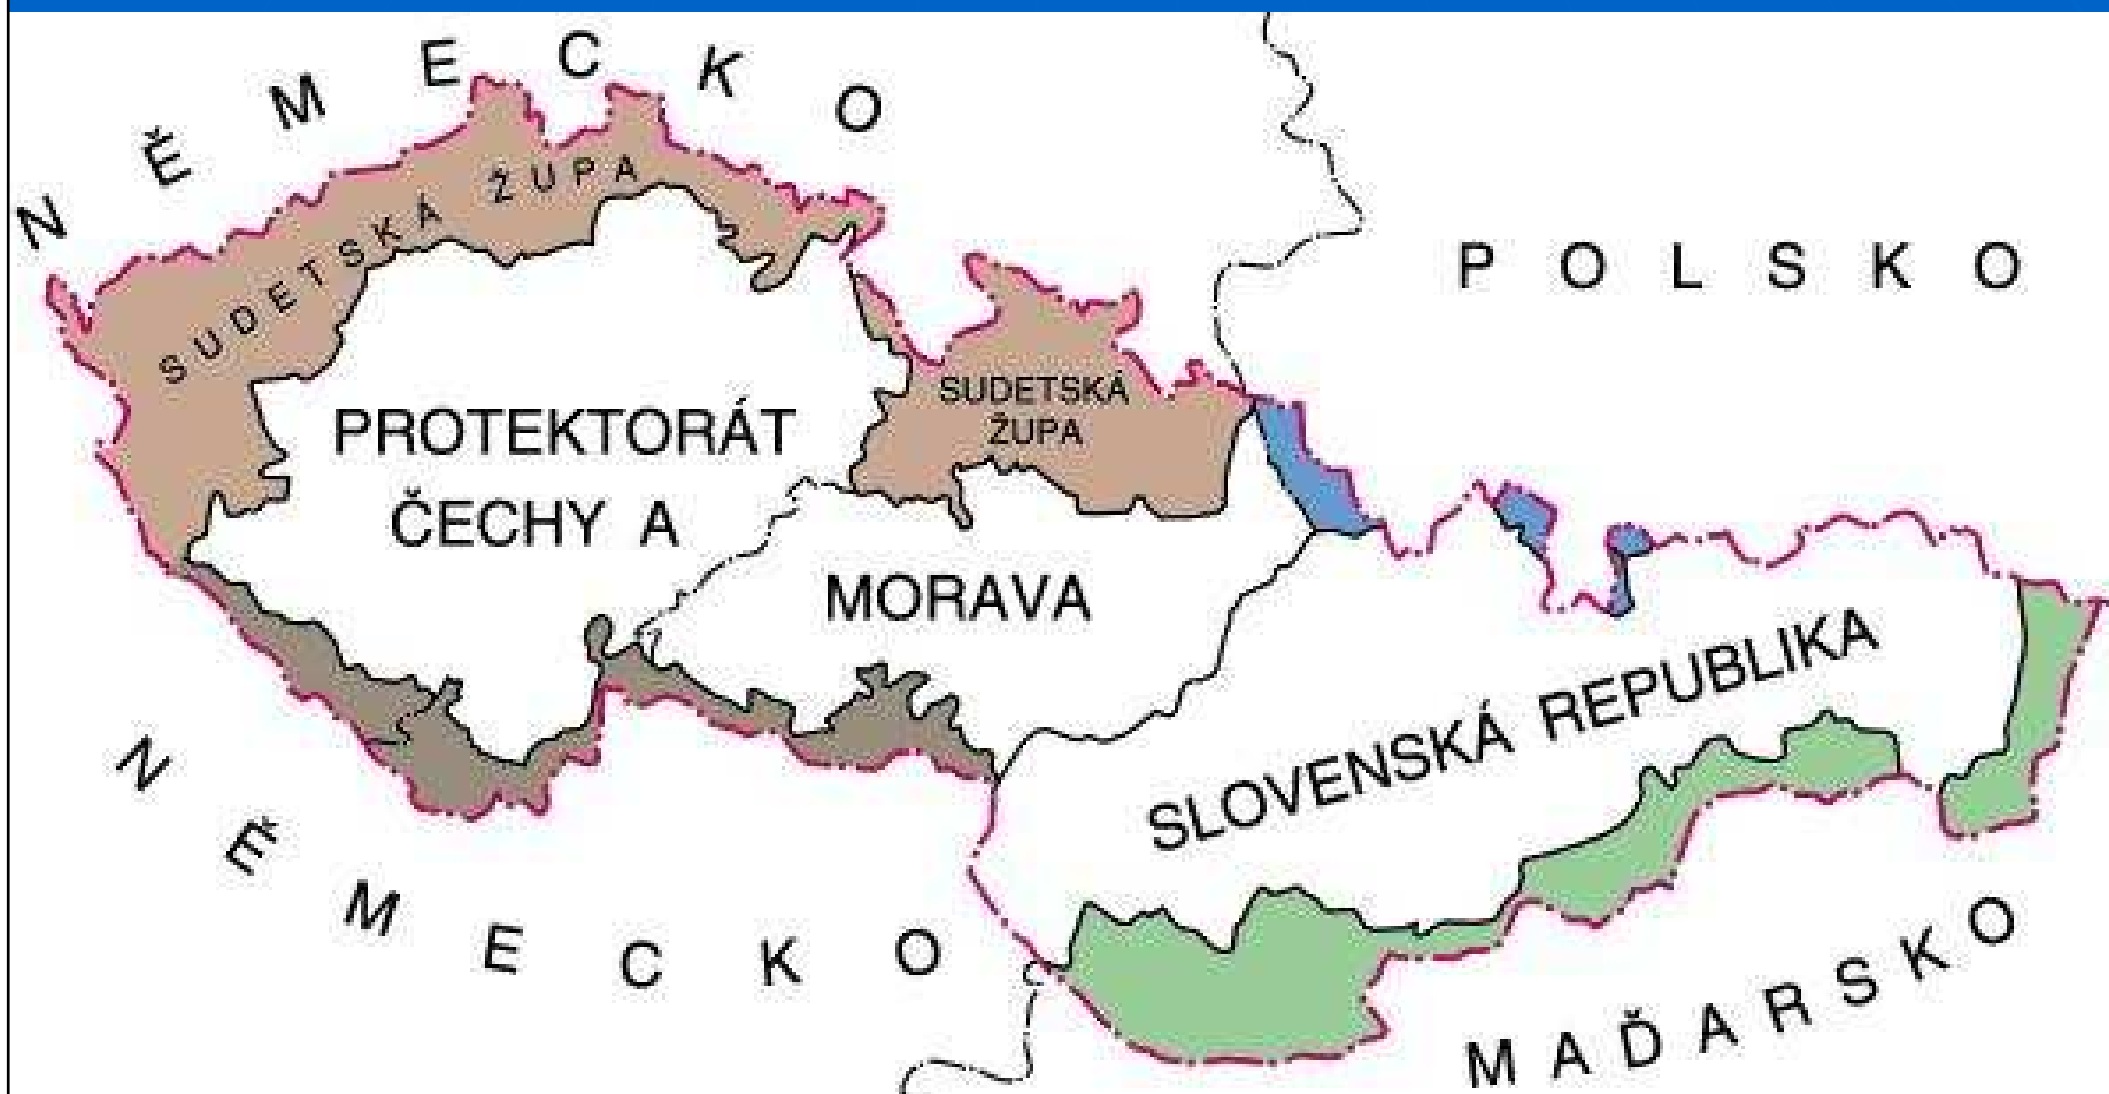 NĚMECKO
POLSKO
SUDETSKÁ ŽUPA
SUDETSKÁ
ŽUPA
PROTEKTORÁT
ČECHY A
MORAVA
SLOVENSKÁ REPUBLIKA
NĚMECKO
MAĎARSKO